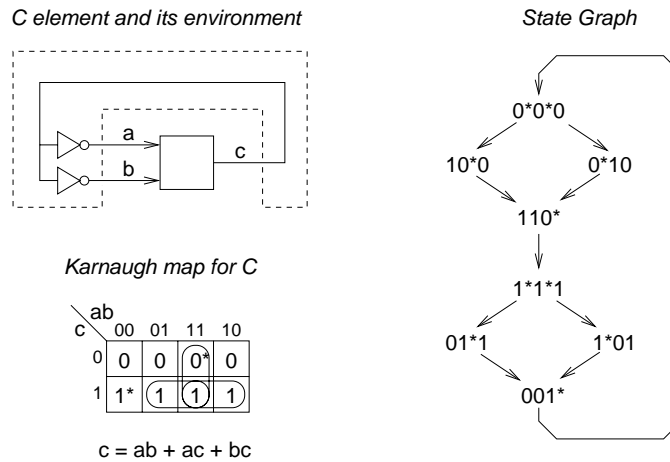 C element and its environment
a
b
c
Karnaugh map for C
ab
c
00 01 11 10
0 0 0 0* 0
1 1* 1 1 1
c = ab + ac + bc
State Graph
0*0*0
10*0 0*10
110*
1*1*1
01*1 1*01
001*